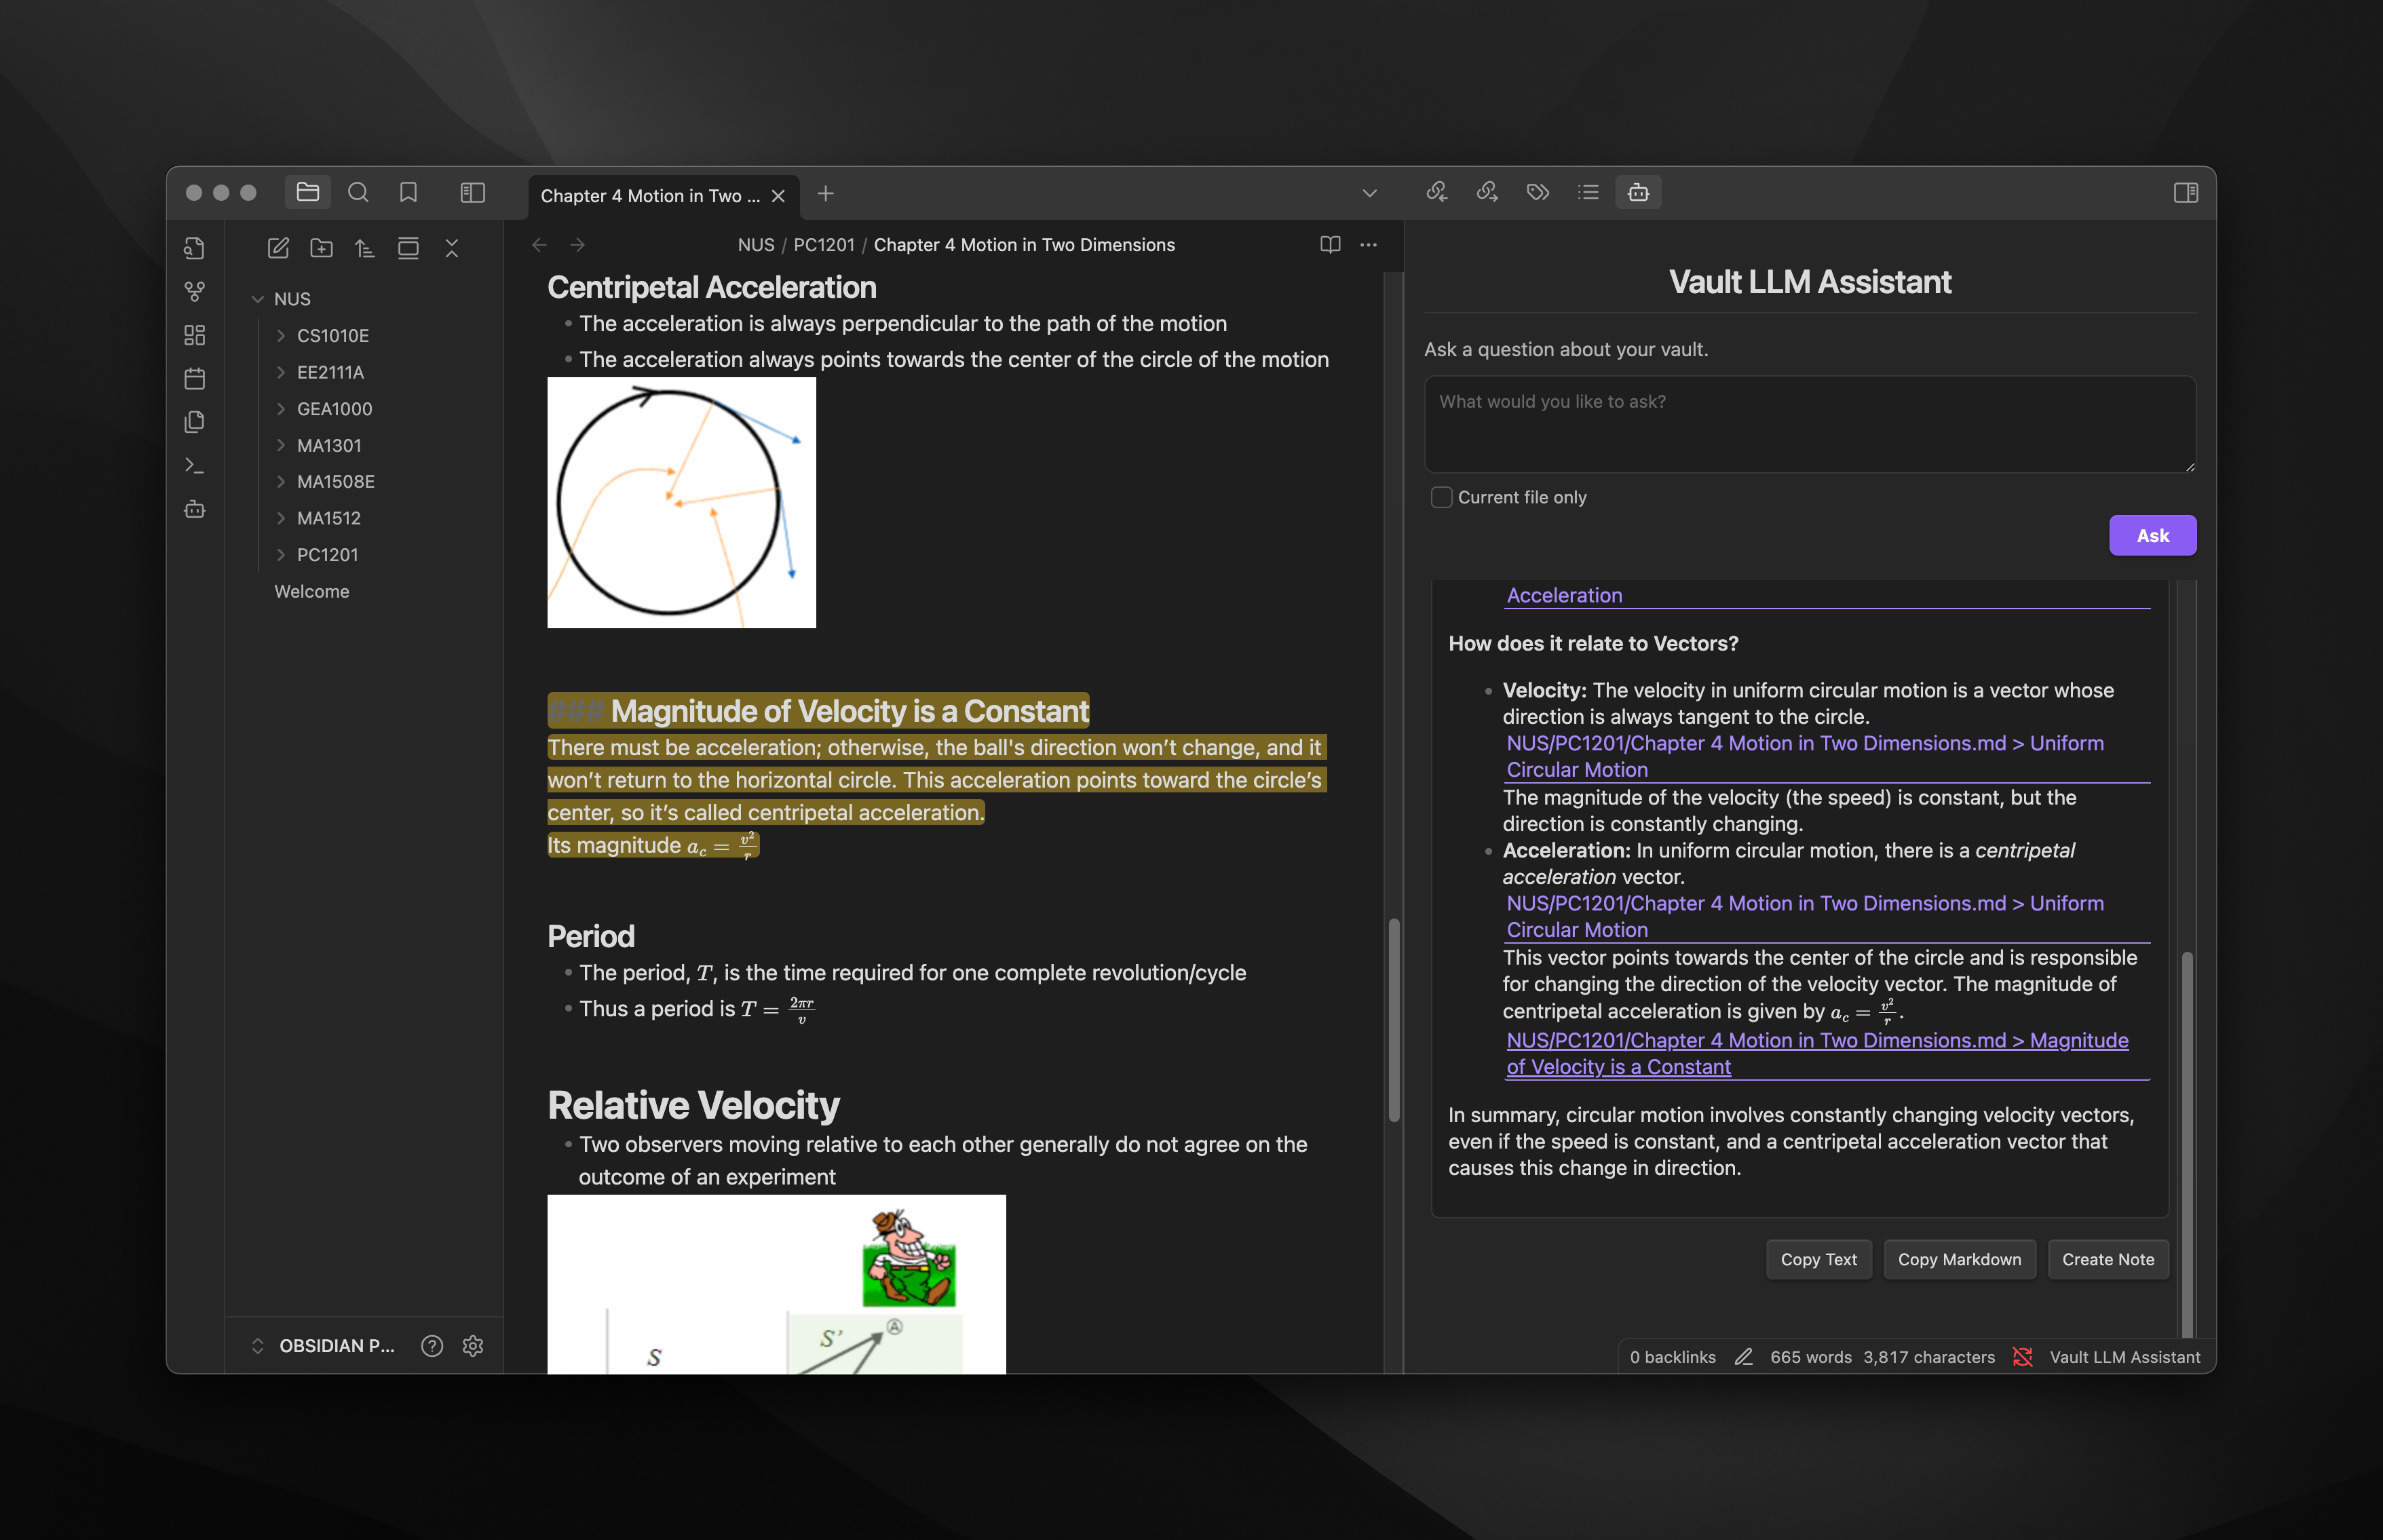 Chapter 4 Motion in Two ...
NUS
CS1010E
EE2111A
GEA1000
MA1301
MA1508E
MA1512
PC1201
Welcome
OBSIDIAN P...
NUS / PC1201 / Chapter 4 Motion in Two Dimensions
Centripetal Acceleration
The acceleration is always perpendicular to the path of the motion
The acceleration always points towards the center of the circle of the motion
### Magnitude of Velocity is a Constant
There must be acceleration; otherwise, the ball's direction won’t change, and it
won’t return to the horizontal circle. This acceleration points toward the circle’s
center, so it’s called centripetal acceleration.
Its magnitude a_c = v²/r
Period
The period, T, is the time required for one complete revolution/cycle
Thus a period is T = 2πr/v
Relative Velocity
Two observers moving relative to each other generally do not agree on the
outcome of an experiment
S
S'
A
Vault LLM Assistant
Ask a question about your vault.
What would you like to ask?
Current file only
Ask
Acceleration
How does it relate to Vectors?
Velocity: The velocity in uniform circular motion is a vector whose
direction is always tangent to the circle.
NUS/PC1201/Chapter 4 Motion in Two Dimensions.md > Uniform
Circular Motion
The magnitude of the velocity (the speed) is constant, but the
direction is constantly changing.
Acceleration: In uniform circular motion, there is a centripetal
acceleration vector.
NUS/PC1201/Chapter 4 Motion in Two Dimensions.md > Uniform
Circular Motion
This vector points towards the center of the circle and is responsible
for changing the direction of the velocity vector. The magnitude of
centripetal acceleration is given by a_c = v²/r.
NUS/PC1201/Chapter 4 Motion in Two Dimensions.md > Magnitude
of Velocity is a Constant
In summary, circular motion involves constantly changing velocity vectors,
even if the speed is constant, and a centripetal acceleration vector that
causes this change in direction.
Copy Text
Copy Markdown
Create Note
0 backlinks 665 words 3,817 characters Vault LLM Assistant